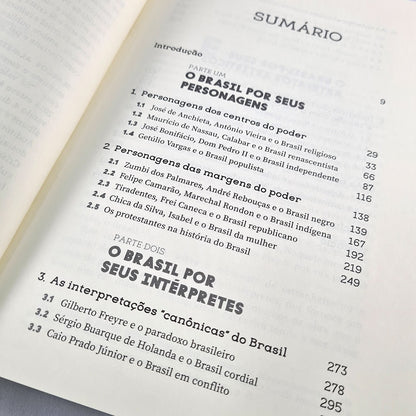 SUMÁRIO
Introdução 9
PARTE UM
O BRASIL POR SEUS
PERSONAGENS
1. Personagens dos centros do poder 29
1.1 José de Anchieta, Antônio Vieira e o Brasil religioso 33
1.2 Maurício de Nassau, Calabar e o Brasil renascentista 66
1.3 José Bonifácio, Dom Pedro II e o Brasil independente 87
1.4 Getúlio Vargas e o Brasil populista 116
2. Personagens das margens do poder 138
2.1 Zumbi dos Palmares, André Rebouças e o Brasil negro 139
2.2 Felipe Camarão, Marechal Rondon e o Brasil indígena 167
2.3 Tiradentes, Frei Caneca e o Brasil republicano 192
2.4 Chica da Silva, Isabel e o Brasil da mulher 219
2.5 Os protestantes na história do Brasil 249
PARTE DOIS
O BRASIL POR
SEUS INTÉRPRETES
3. As interpretações "canônicas" do Brasil 273
3.1 Gilberto Freyre e o paradoxo brasileiro 278
3.2 Sérgio Buarque de Holanda e o Brasil cordial 295
3.3 Caio Prado Júnior e o Brasil em conflito